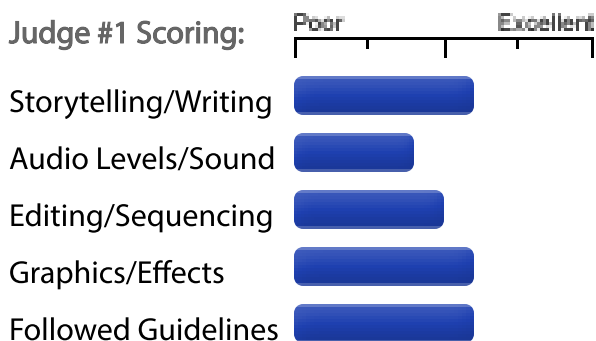 Judge #1 Scoring:
Poor Excellent
Storytelling/Writing
Audio Levels/Sound
Editing/Sequencing
Graphics/Effects
Followed Guidelines